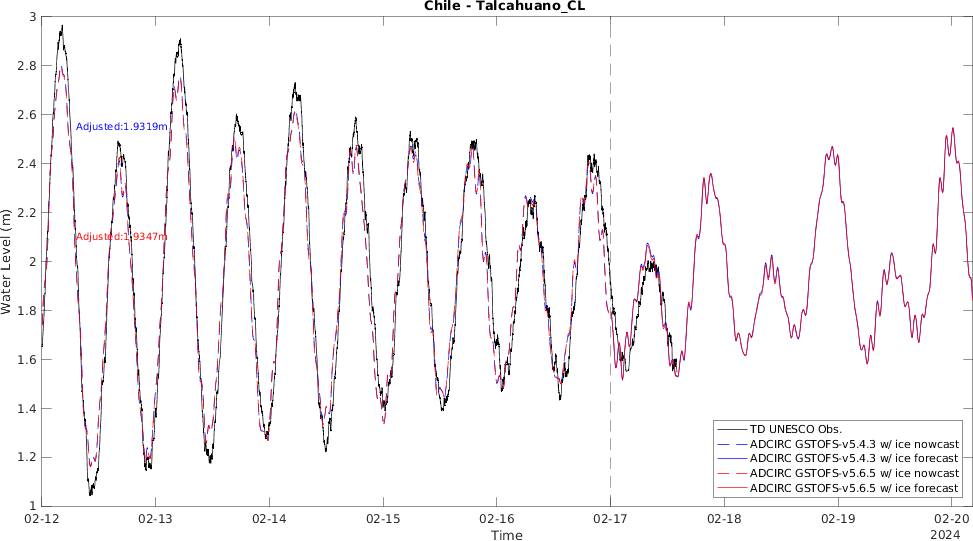 Chile - Talcahuano_CL
3
2.8
2.6
2.4
2.2
2
1.8
1.6
1.4
1.2
1
Water Level (m)
Adjusted:1.9319m
Adjusted:1.9347m
TD UNESCO Obs.
ADCIRC GSTOFS-v5.4.3 w/ ice nowcast
ADCIRC GSTOFS-v5.4.3 w/ ice forecast
ADCIRC GSTOFS-v5.6.5 w/ ice nowcast
ADCIRC GSTOFS-v5.6.5 w/ ice forecast
02-12 02-13 02-14 02-15 02-16 02-17 02-18 02-19 02-20
Time
2024